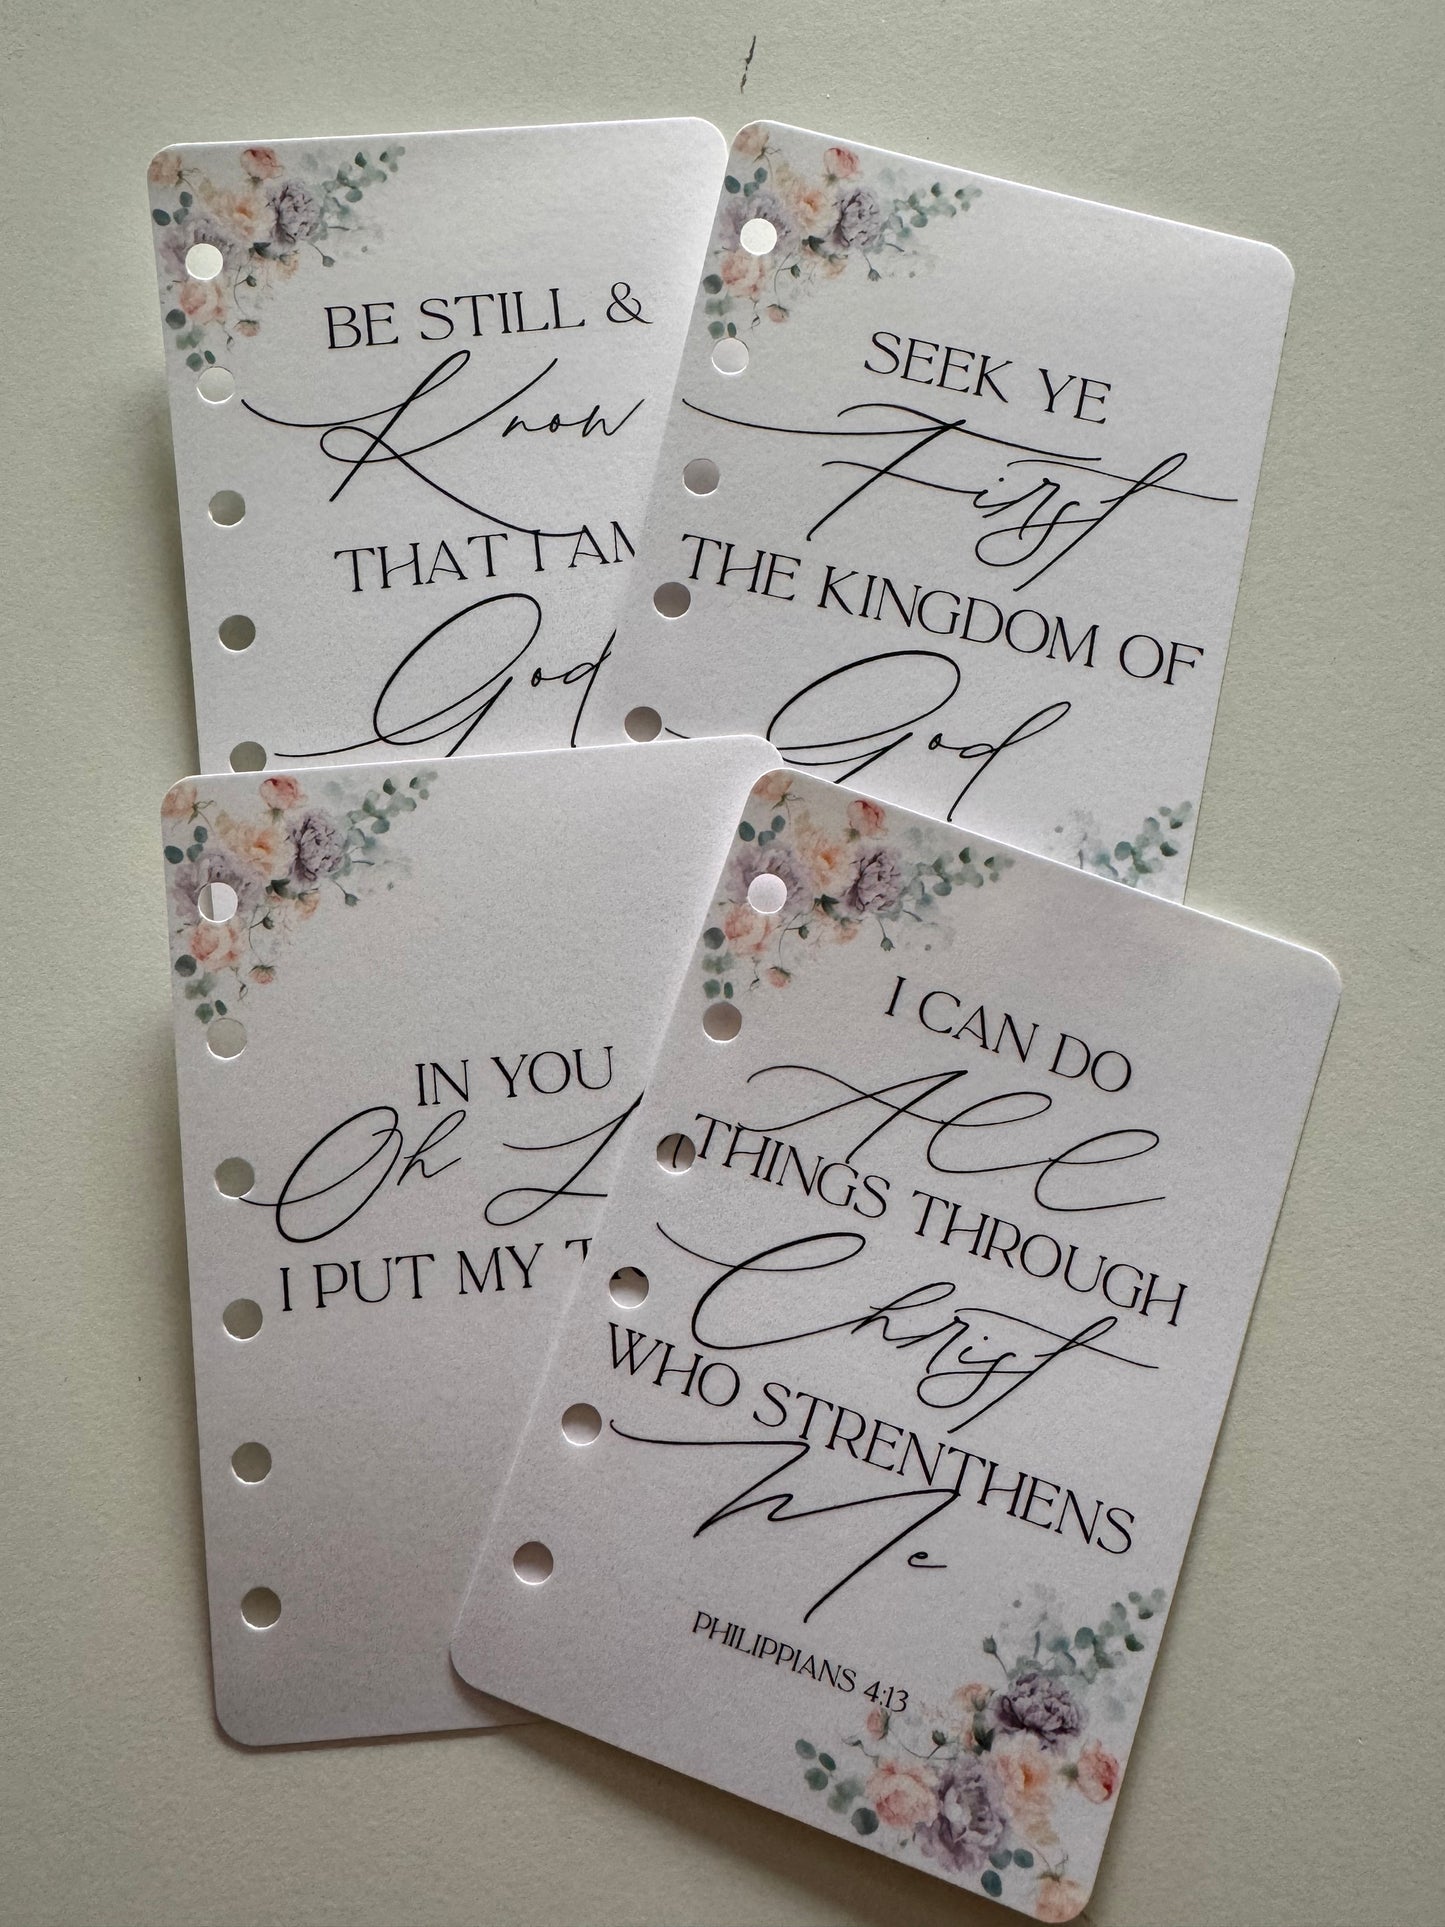 BE STILL &
Know
THAT I AM
God
SEEK YE
First
THE KINGDOM OF
God
IN YOU
Oh
I PUT MY
I CAN DO
All
THINGS THROUGH
Christ
WHO STRENTHENS
Me
PHILIPPIANS 4:13